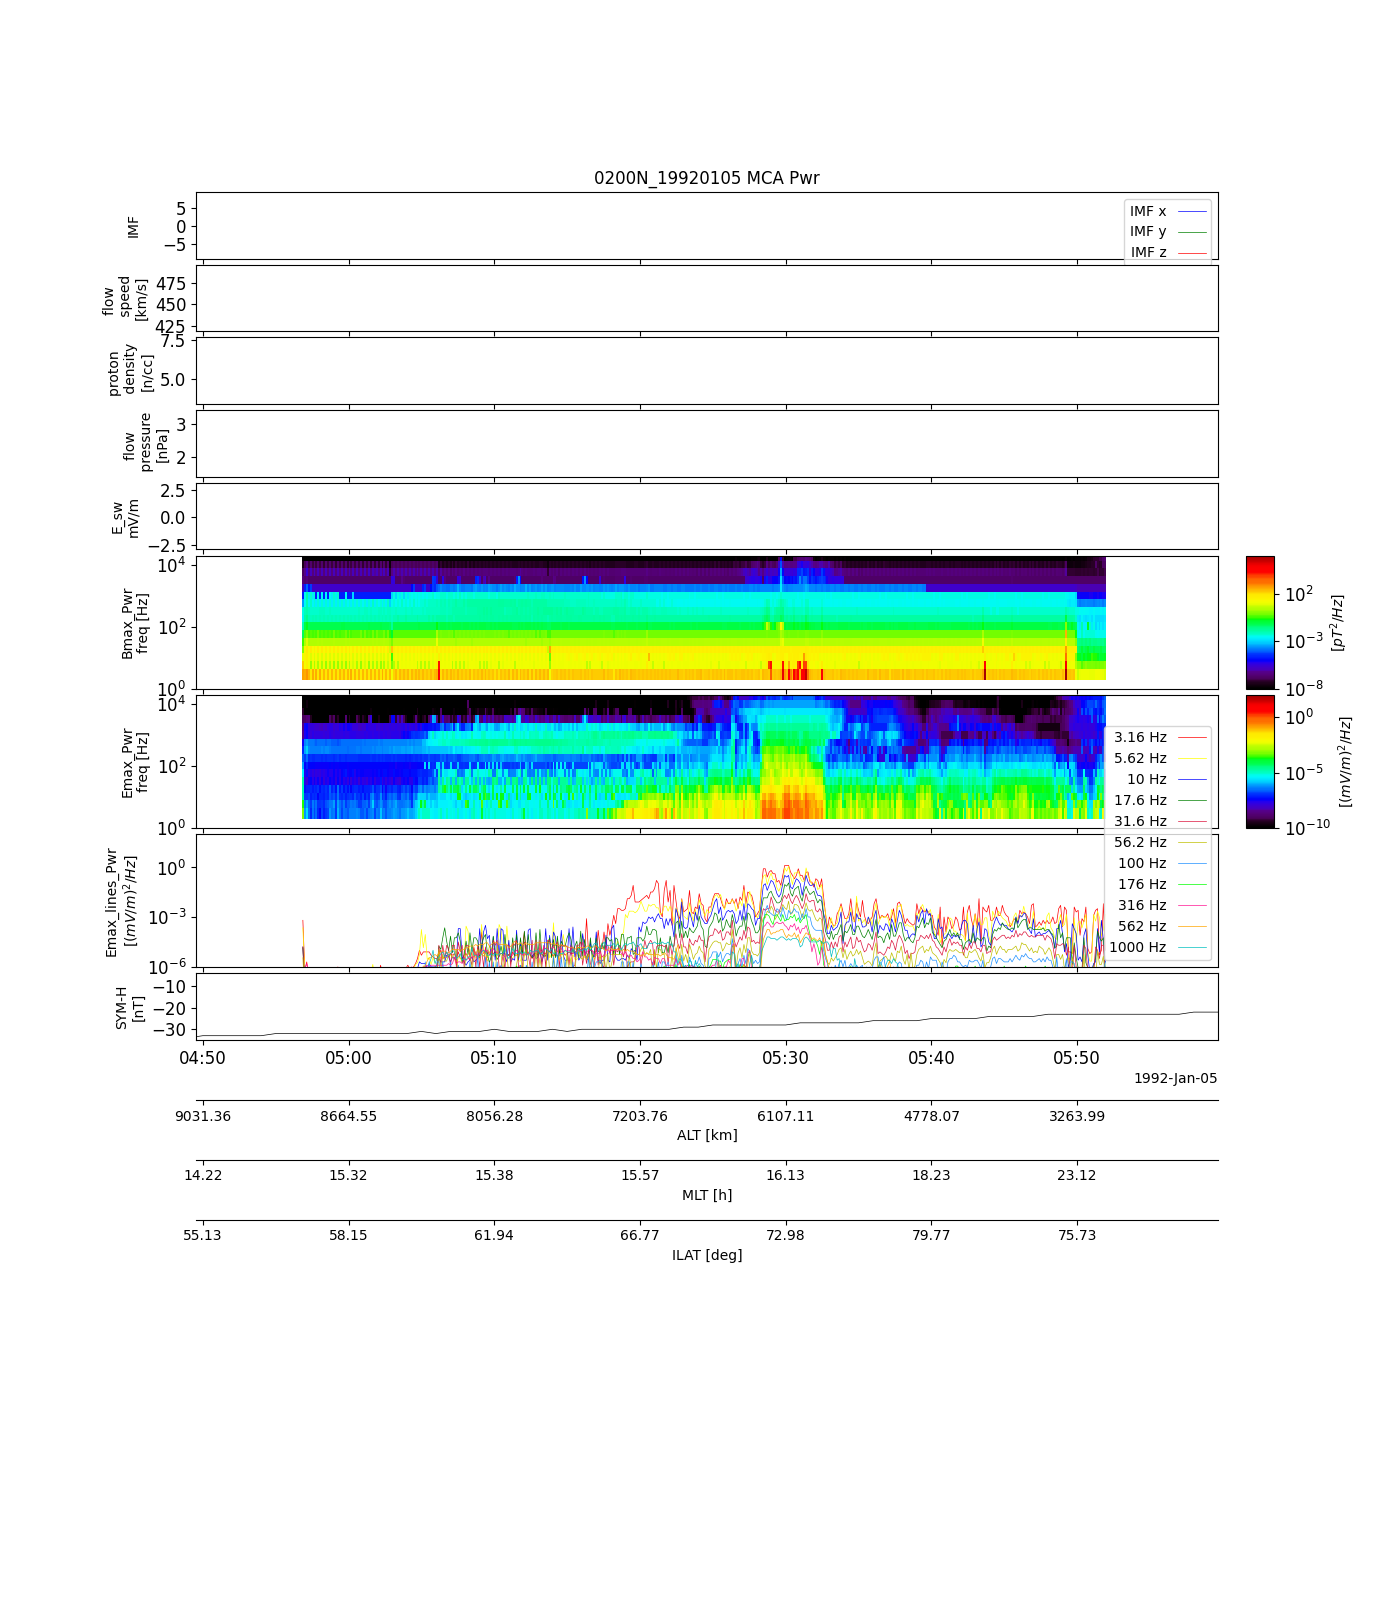 0200N_19920105 MCA Pwr
IMF
5
0
−5
IMF x
IMF y
IMF z
flow
speed
[km/s]
475
450
425
proton
density
[n/cc]
7.5
5.0
flow
pressure
[nPa]
3
2
E_sw
mV/m
2.5
0.0
−2.5
Bmax_Pwr
freq [Hz]
10^4
10^2
10^0
10^2
10^-3
10^-8
[pT^2/Hz]
Emax_Pwr
freq [Hz]
10^4
10^2
10^0
10^0
10^-5
10^-10
[(mV/m)^2/Hz]
3.16 Hz
5.62 Hz
10 Hz
17.6 Hz
31.6 Hz
56.2 Hz
100 Hz
176 Hz
316 Hz
562 Hz
1000 Hz
Emax_lines_Pwr
[(mV/m)^2/Hz]
10^0
10^-3
10^-6
SYM-H
[nT]
−10
−20
−30
04:50 05:00 05:10 05:20 05:30 05:40 05:50
1992-Jan-05
9031.36 8664.55 8056.28 7203.76 6107.11 4778.07 3263.99
ALT [km]
14.22 15.32 15.38 15.57 16.13 18.23 23.12
MLT [h]
55.13 58.15 61.94 66.77 72.98 79.77 75.73
ILAT [deg]